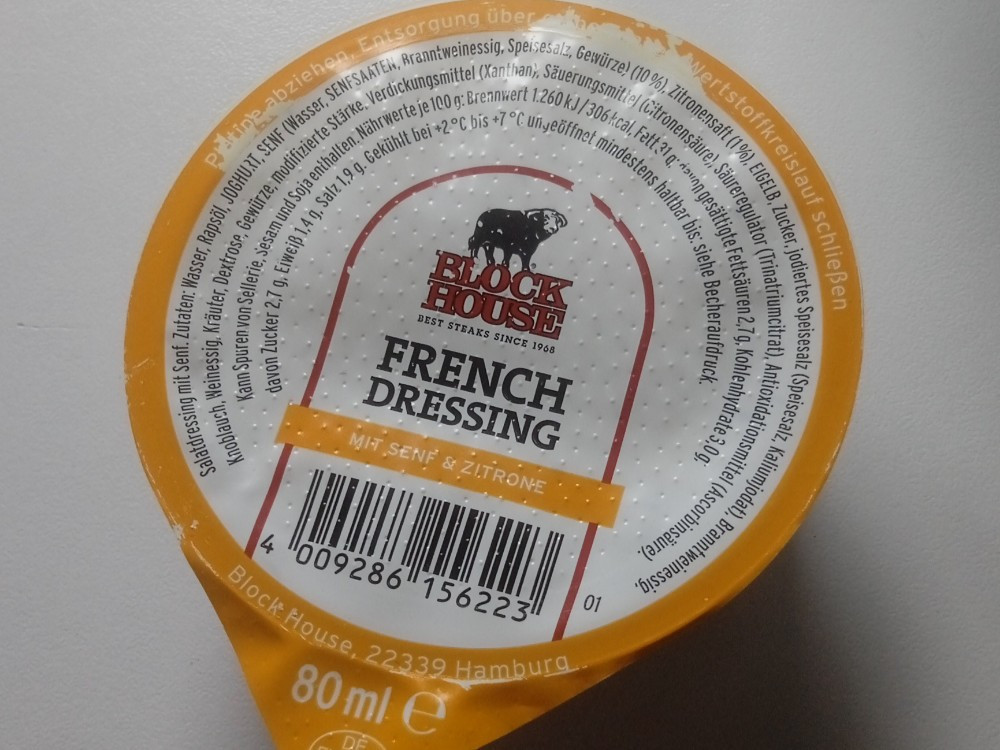 Platine abziehen, Entsorgung über Wertstoffkreislauf schließen
Salatdressing mit Senf. Zutaten: Wasser, Rapsöl, JOGHURT, SENF (Wasser, SENFSAATEN, Branntweinessig, Speisesalz, Gewürze) (10%), Zitronensaft (1%), EIGELB, Zucker, jodiertes Speisesalz (Speisesalz, Kaliumjodat), Branntweinessig,
Knoblauch, Weinessig, Kräuter, Dextrose, Gewürze, modifizierte Stärke, Verdickungsmittel (Xanthan), Säuerungsmittel (Citronensäure), Säureregulator (Trinatriumcitrat), Antioxidationsmittel (Ascorbinsäure),
Kann Spuren von Sellerie, Sesam und Soja enthalten. Nährwerte je 100 g: Brennwert 1.260 kJ / 306 kcal, Fett 31 g, davon gesättigte Fettsäuren 2,7 g, Kohlenhydrate 3,0 g,
davon Zucker 2,7 g, Eiweiß 1,4 g, Salz 1,9 g. Gekühlt bei +2 °C bis +7 °C ungeöffnet mindestens haltbar bis: siehe Becheraufdruck.
BLOCK
HOUSE
BEST STEAKS SINCE 1968
FRENCH
DRESSING
MIT SENF & ZITRONE
4 009286 156223
01
Block House, 22339 Hamburg
80 ml e
DE